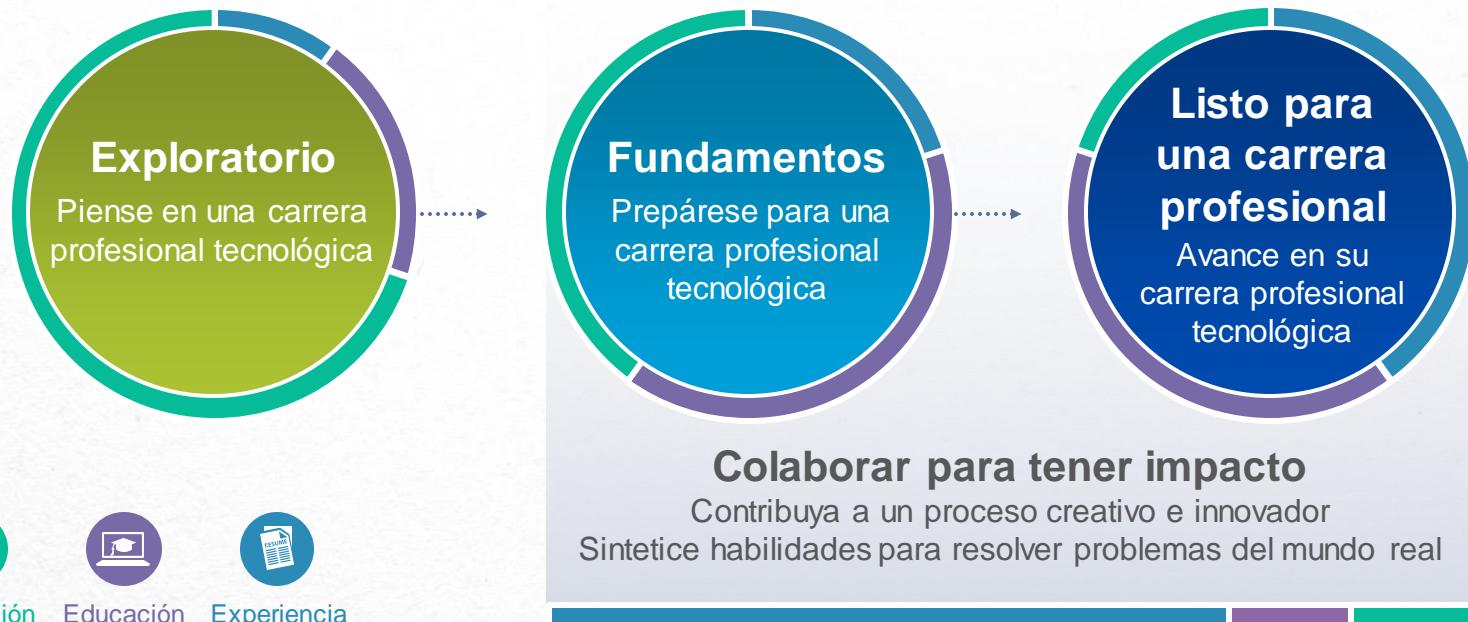 Exploratorio
Piense en una carrera
profesional tecnológica
Fundamentos
Prepárese para una
carrera profesional
tecnológica
Listo para
una carrera
profesional
Avance en su
carrera profesional
tecnológica
Colaborar para tener impacto
Contribuya a un proceso creativo e innovador
Sintetice habilidades para resolver problemas del mundo real
RESUME
ción Educación Experiencia